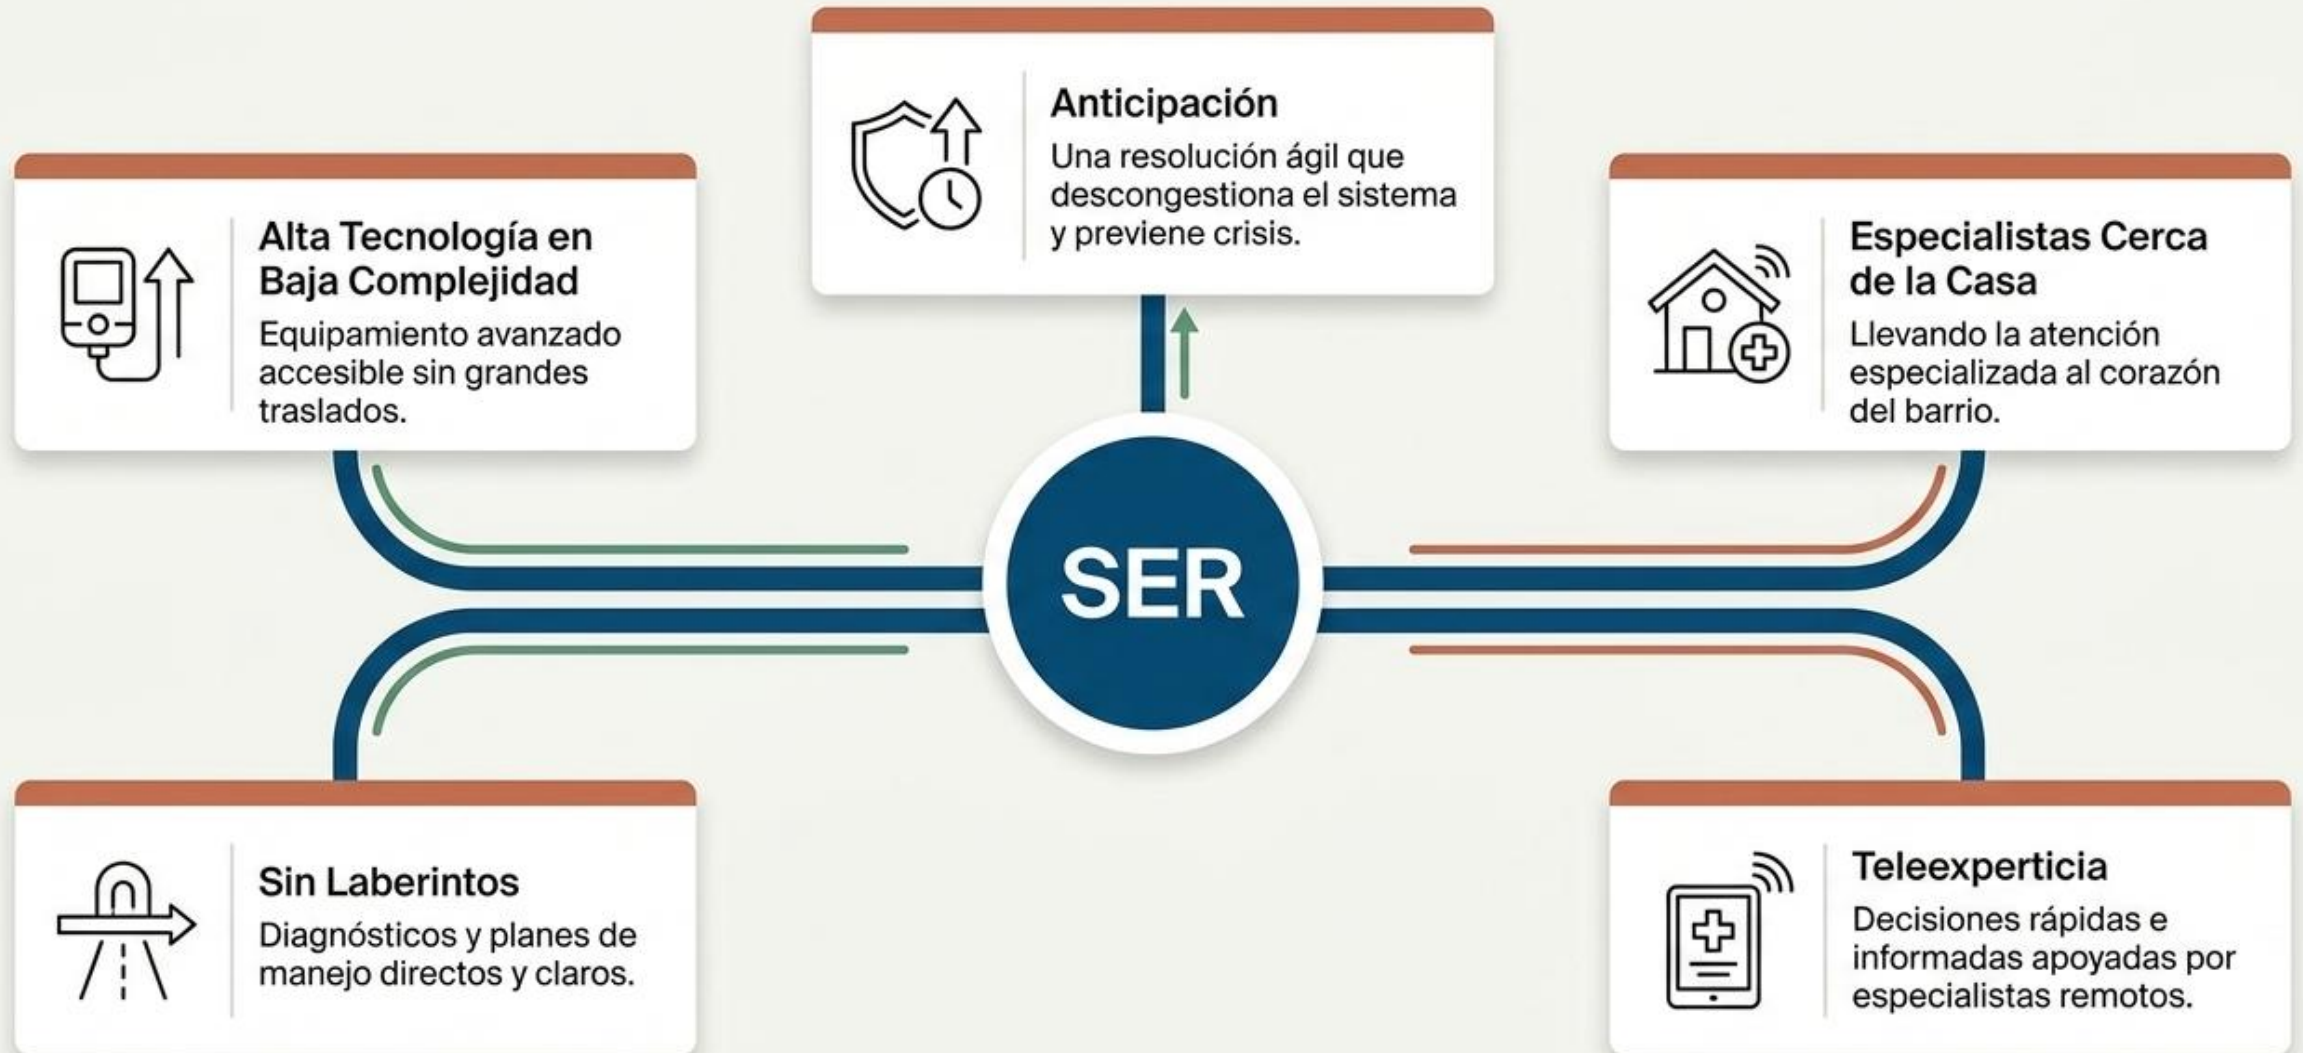 Anticipación
Una resolución ágil que
descongestiona el sistema
y previene crisis.
Alta Tecnología en
Baja Complejidad
Equipamiento avanzado
accesible sin grandes
traslados.
Especialistas Cerca
de la Casa
Llevando la atención
especializada al corazón
del barrio.
SER
Sin Laberintos
Diagnósticos y planes de
manejo directos y claros.
Teleexperticia
Decisiones rápidas e
informadas apoyadas por
especialistas remotos.